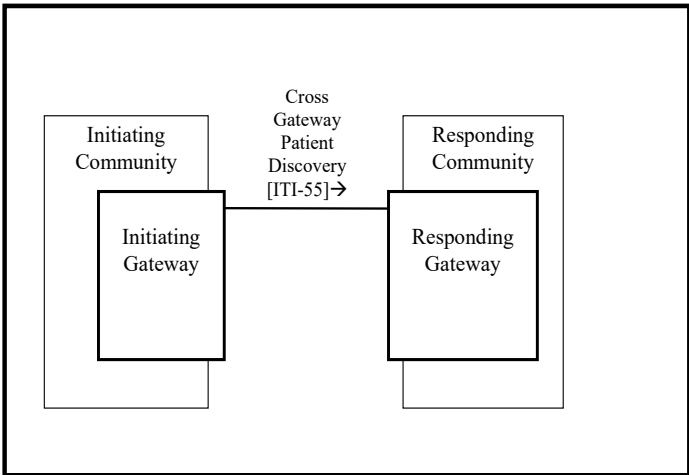 Initiating
Community
Cross
Gateway
Patient
Discovery
[ITI-55]→
Responding
Community
Initiating
Gateway
Responding
Gateway